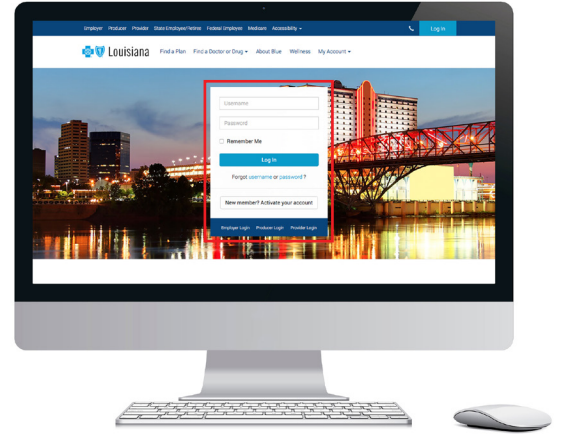 Employer Producer Provider State Employee/Retiree Federal Employee Medicare Accessibility
Log In
Louisiana Find a Plan Find a Doctor or Drug About Blue Wellness My Account
Username
Password
Remember Me
Log In
Forgot username or password ?
New member? Activate your account
Employer Login Producer Login Provider Login